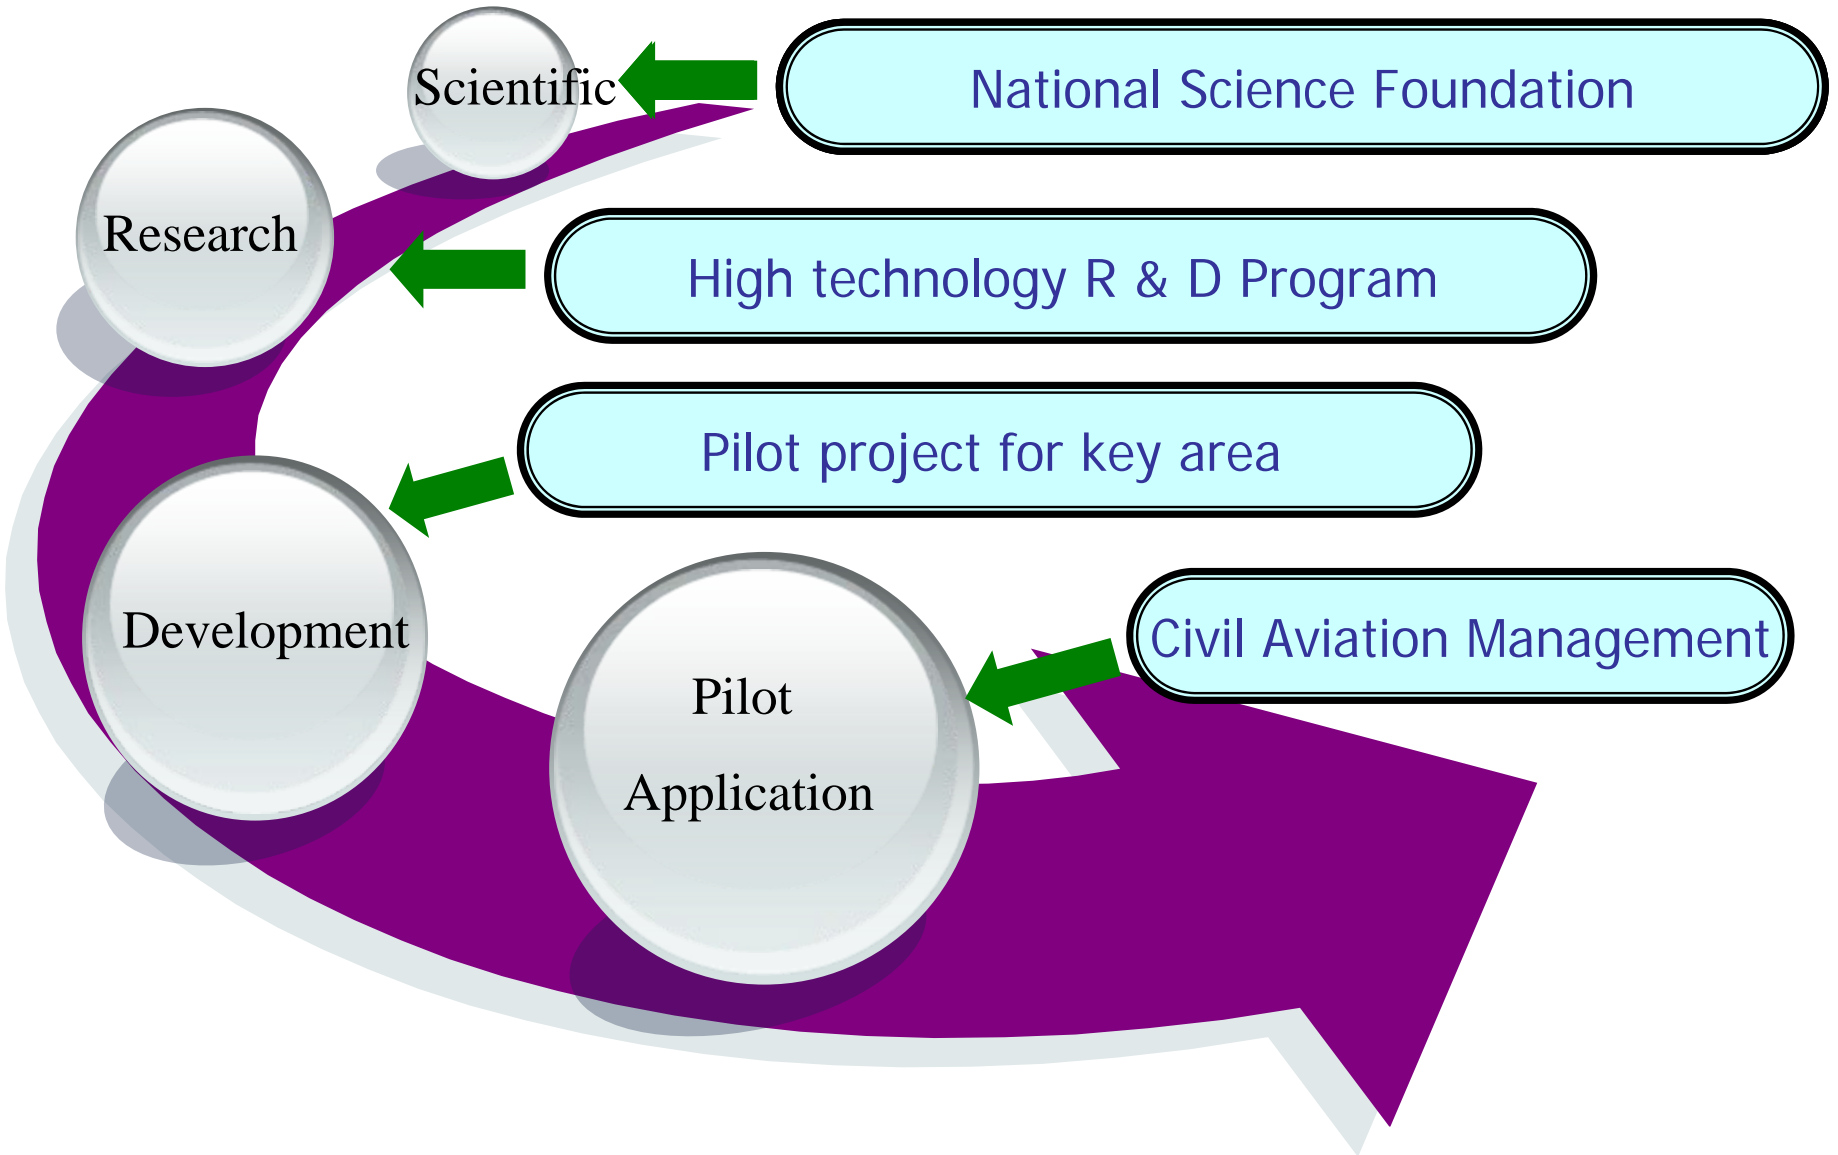 Scientific
National Science Foundation
Research
High technology R & D Program
Pilot project for key area
Development
Civil Aviation Management
Pilot
Application